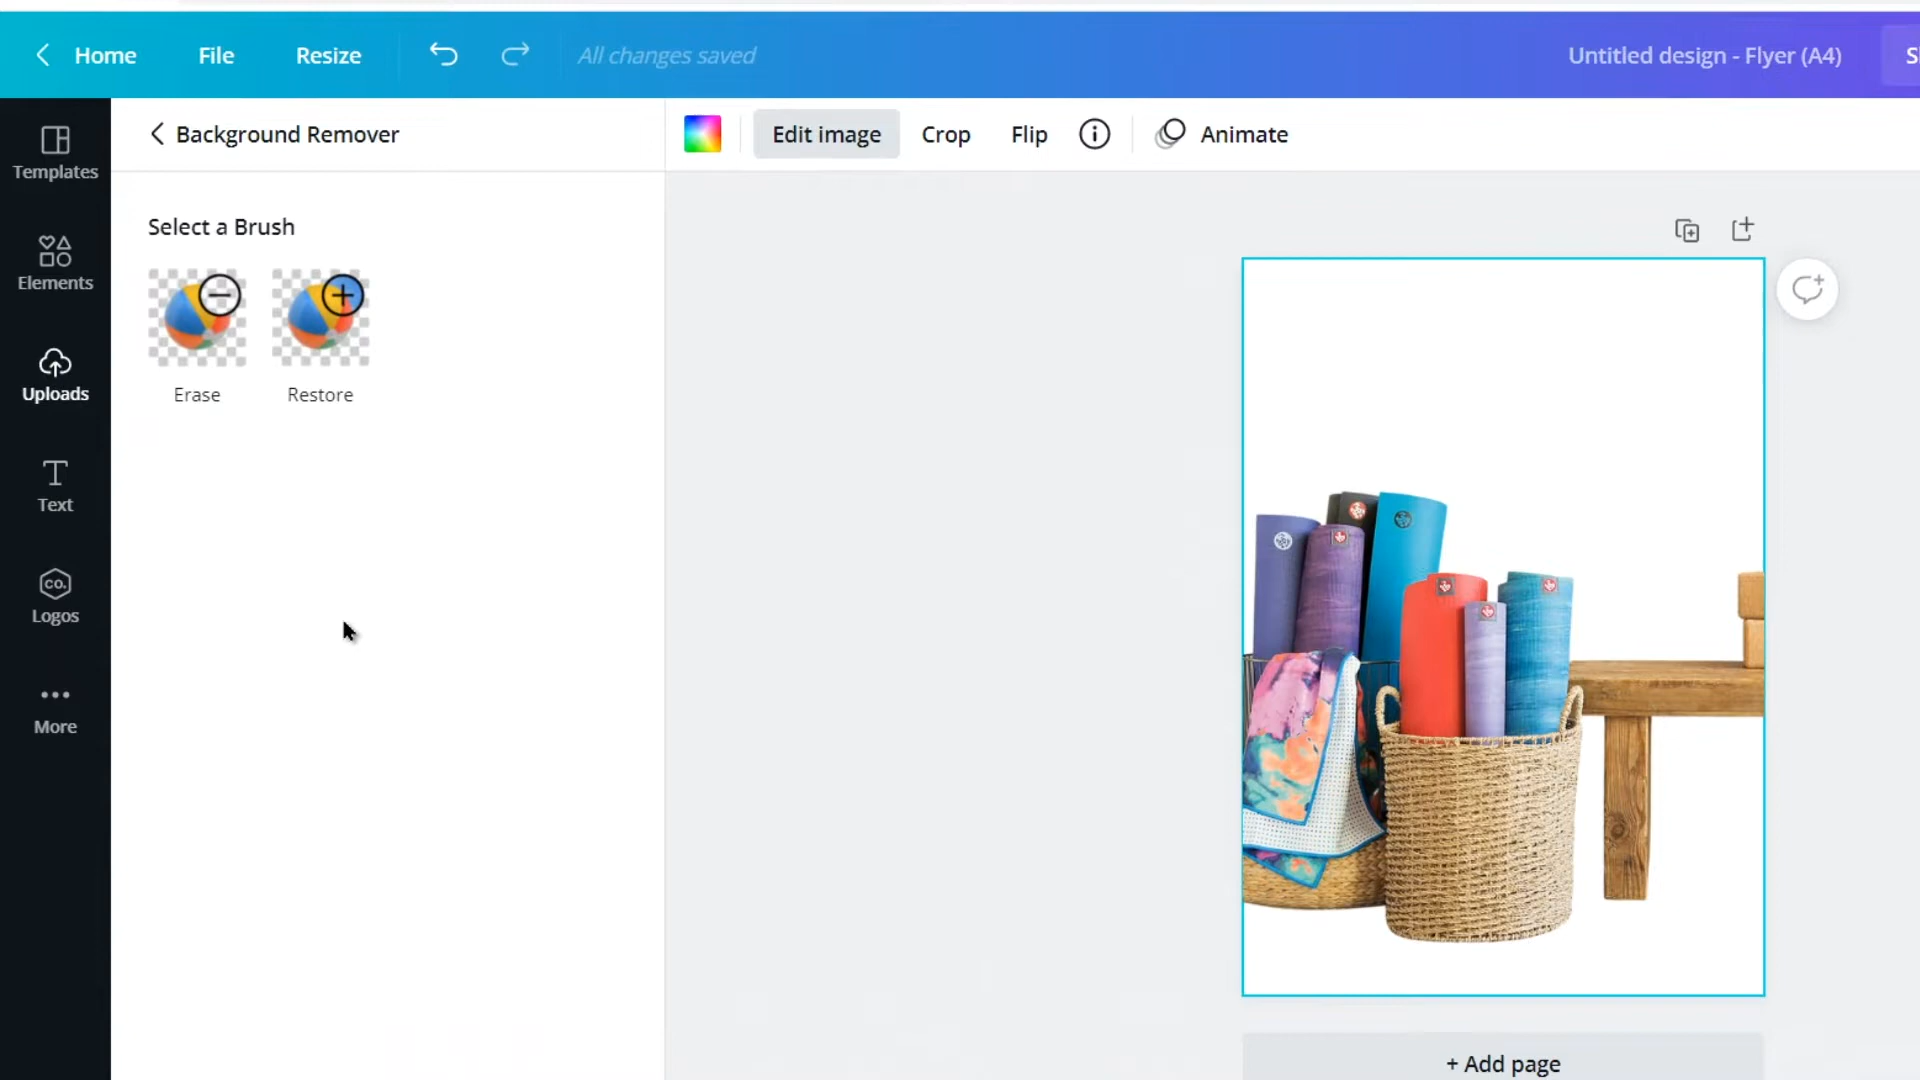 Home File Resize All changes saved Untitled design - Flyer (A4)
Background Remover Edit image Crop Flip Animate
Templates
Select a Brush
Elements
Erase Restore
Uploads
Text
CO.
Logos
More
+ Add page